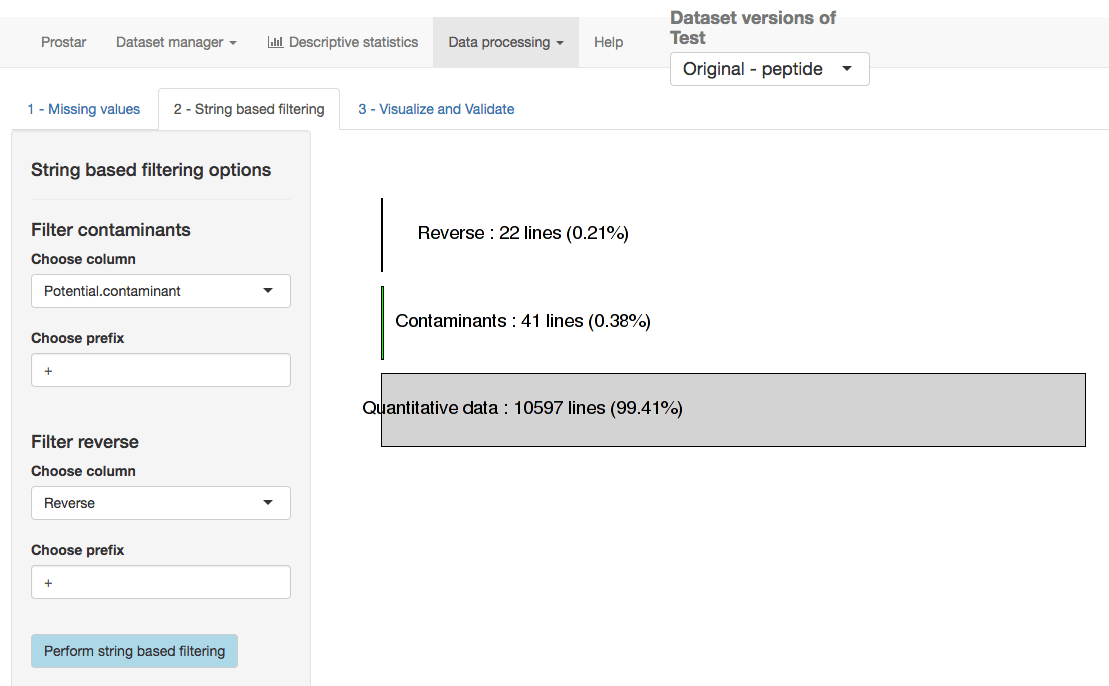 Prostar
Dataset manager
Descriptive statistics
Data processing
Help
Dataset versions of
Test
Original - peptide
1 - Missing values
2 - String based filtering
3 - Visualize and Validate
String based filtering options
Filter contaminants
Choose column
Potential.contaminant
Choose prefix
+
Filter reverse
Choose column
Reverse
Choose prefix
+
Perform string based filtering
Reverse : 22 lines (0.21%)
Contaminants : 41 lines (0.38%)
Quantitative data : 10597 lines (99.41%)